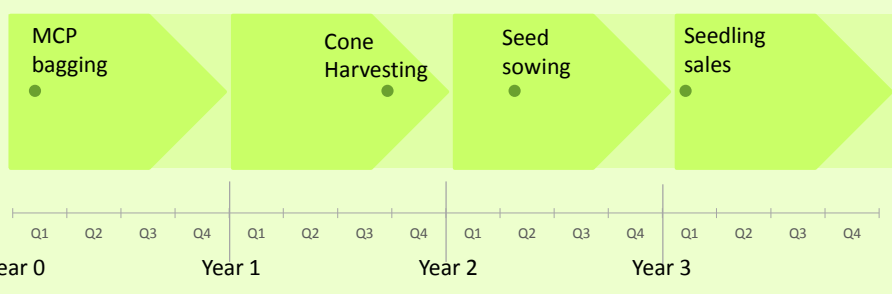 MCP
bagging
Cone
Harvesting
Seed
sowing
Seedling
sales
Q1 Q2 Q3 Q4 Q1 Q2 Q3 Q4 Q1 Q2 Q3 Q4 Q1 Q2 Q3 Q4
ear 0 Year 1 Year 2 Year 3